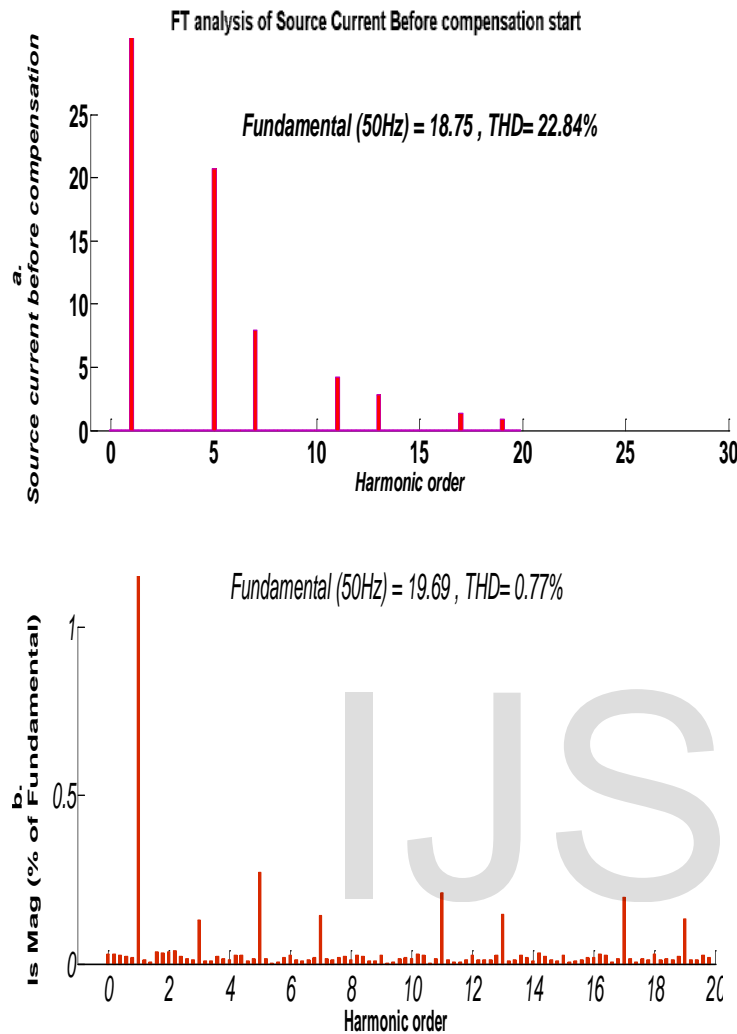 FT analysis of Source Current Before compensation start
Fundamental (50Hz) = 18.75 , THD= 22.84%
a.
Source current before compensation
25
20
15
10
5
0
0 5 10 15 20 25 30
Harmonic order
Fundamental (50Hz) = 19.69 , THD= 0.77%
b.
Is Mag (% of Fundamental)
1
0.5
0
0 2 4 6 8 10 12 14 16 18 20
Harmonic order
IJS